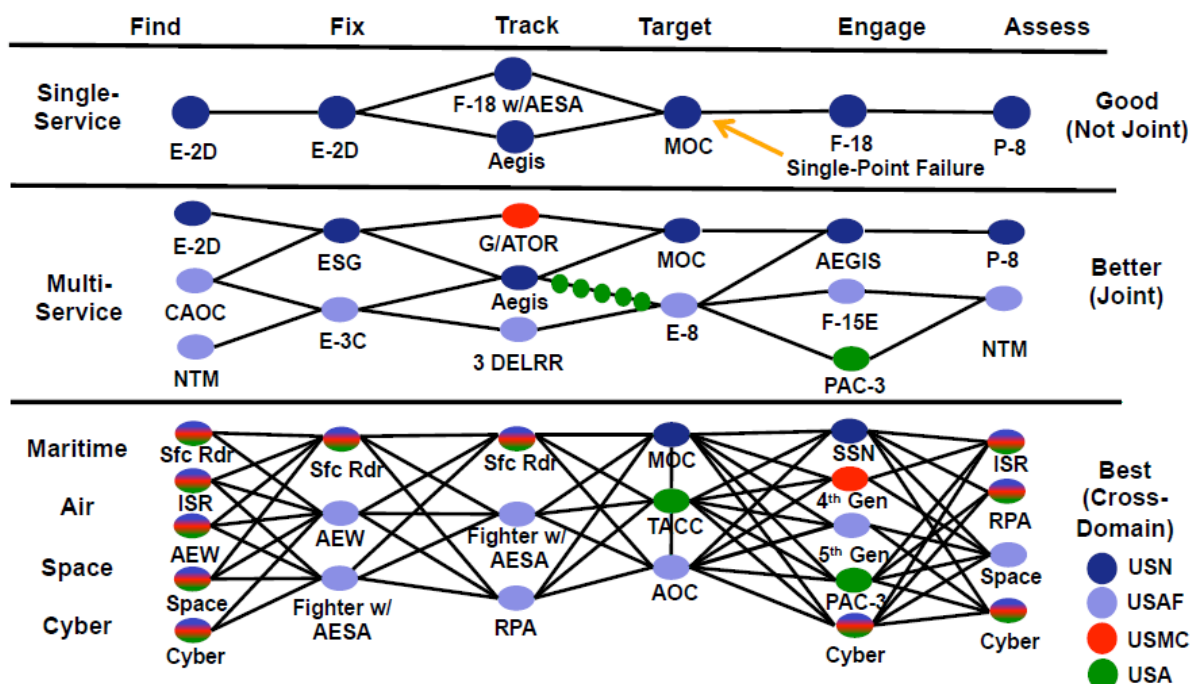 Find Fix Track Target Engage Assess
Single-
Service
E-2D
E-2D
F-18 w/AESA
Aegis
MOC
Single-Point Failure
F-18
P-8
Good
(Not Joint)
Multi-
Service
E-2D
CAOC
NTM
ESG
E-3C
G/ATOR
Aegis
3 DELRR
MOC
E-8
AEGIS
F-15E
PAC-3
P-8
NTM
Better
(Joint)
Maritime
Air
Space
Cyber
Sfc Rdr
ISR
AEW
Space
Cyber
Sfc Rdr
AEW
Fighter w/
AESA
Sfc Rdr
Fighter w/
AESA
RPA
MOC
TACC
AOC
SSN
4th Gen
5th Gen
PAC-3
Cyber
ISR
RPA
Space
Cyber
Best
(Cross-
Domain)
USN
USAF
USMC
USA